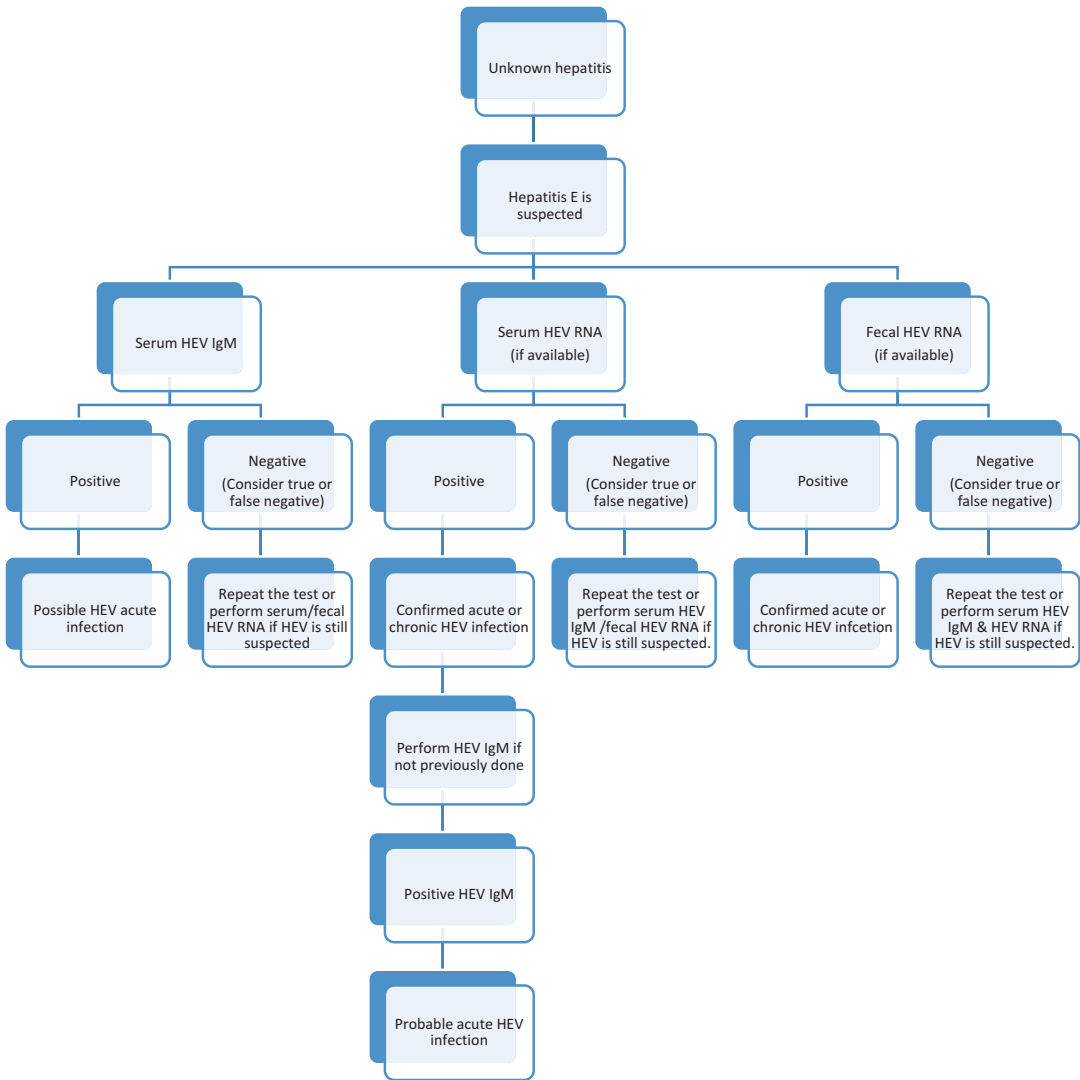 Unknown hepatitis
Hepatitis E is
suspected
Serum HEV IgM
Serum HEV RNA
(if available)
Fecal HEV RNA
(if available)
Positive
Negative
(Consider true or
false negative)
Positive
Negative
(Consider true or
false negative)
Positive
Negative
(Consider true or
false negative)
Possible HEV acute
infection
Repeat the test or
perform serum/fecal
HEV RNA if HEV is still
suspected
Confirmed acute or
chronic HEV infection
Repeat the test or
perform serum HEV
IgM /fecal HEV RNA if
HEV is still suspected.
Confirmed acute or
chronic HEV infcetion
Repeat the test or
perform serum HEV
IgM & HEV RNA if
HEV is still suspected.
Perform HEV IgM if
not previously done
Positive HEV IgM
Probable acute HEV
infection